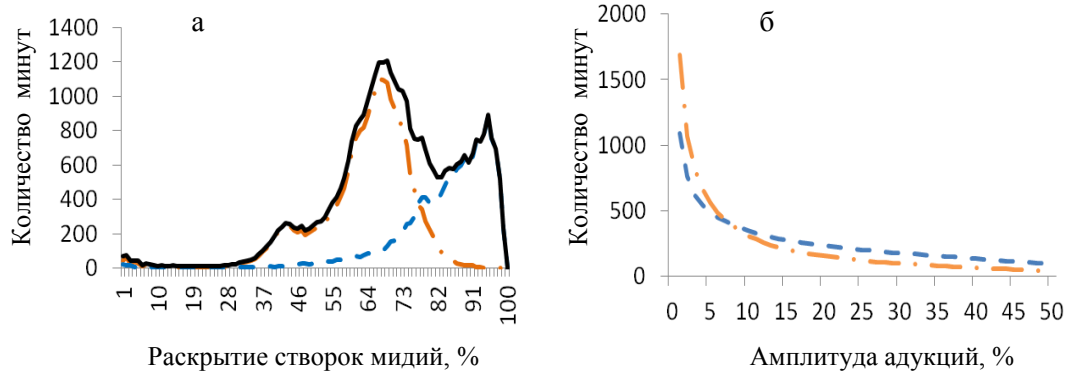 а
Количество минут
1400
1200
1000
800
600
400
200
0
1 10 19 28 37 46 55 64 73 82 91 100
Раскрытие створок мидий, %
б
Количество минут
2000
1500
1000
500
0
0 5 10 15 20 25 30 35 40 45 50
Амплитуда адукций, %